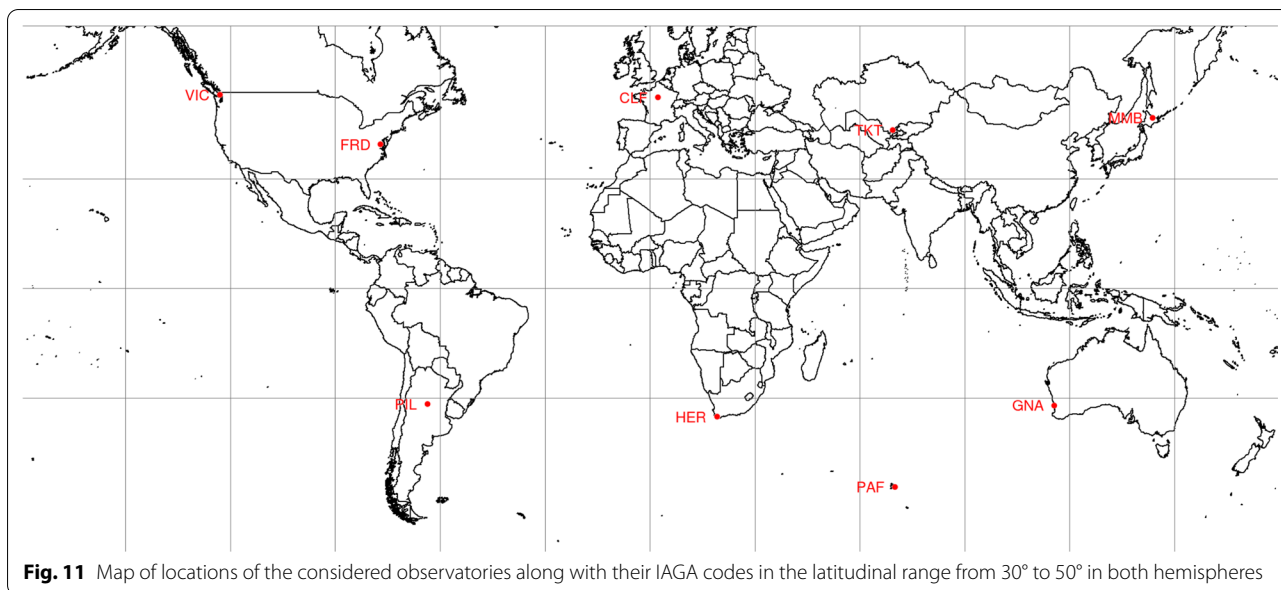 VIC
CLF
MMB
TKT
FRD
PIL
HER
GNA
PAF
Fig. 11 Map of locations of the considered observatories along with their IAGA codes in the latitudinal range from 30° to 50° in both hemispheres